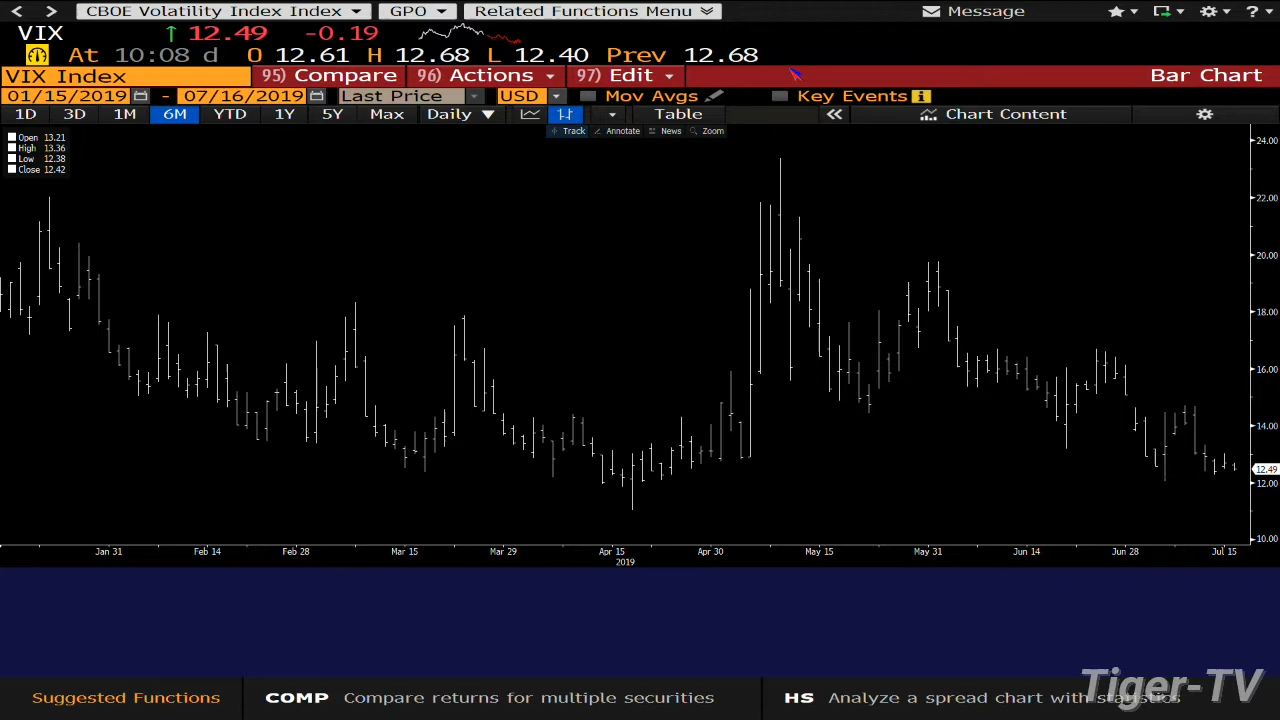 CBOE Volatility Index Index GPO Related Functions Menu Message ?
VIX ↑ 12.49 -0.19
At 10:08 d O 12.61 H 12.68 L 12.40 Prev 12.68
VIX Index 95) Compare 96) Actions 97) Edit Bar Chart
01/15/2019 - 07/16/2019 Last Price USD Mov Avgs Key Events i
1D 3D 1M 6M YTD 1Y 5Y Max Daily ▼ Table « Chart Content
Track Annotate News Zoom
Open 13.21
High 13.36
Low 12.38
Close 12.42
24.00
22.00
20.00
18.00
16.00
14.00
12.49
12.00
10.00
Jan 31 Feb 14 Feb 28 Mar 15 Mar 29 Apr 15 Apr 30 May 15 May 31 Jun 14 Jun 28 Jul 15
2019
Suggested Functions COMP Compare returns for multiple securities HS Analyze a spread chart with statistics
Tiger-TV